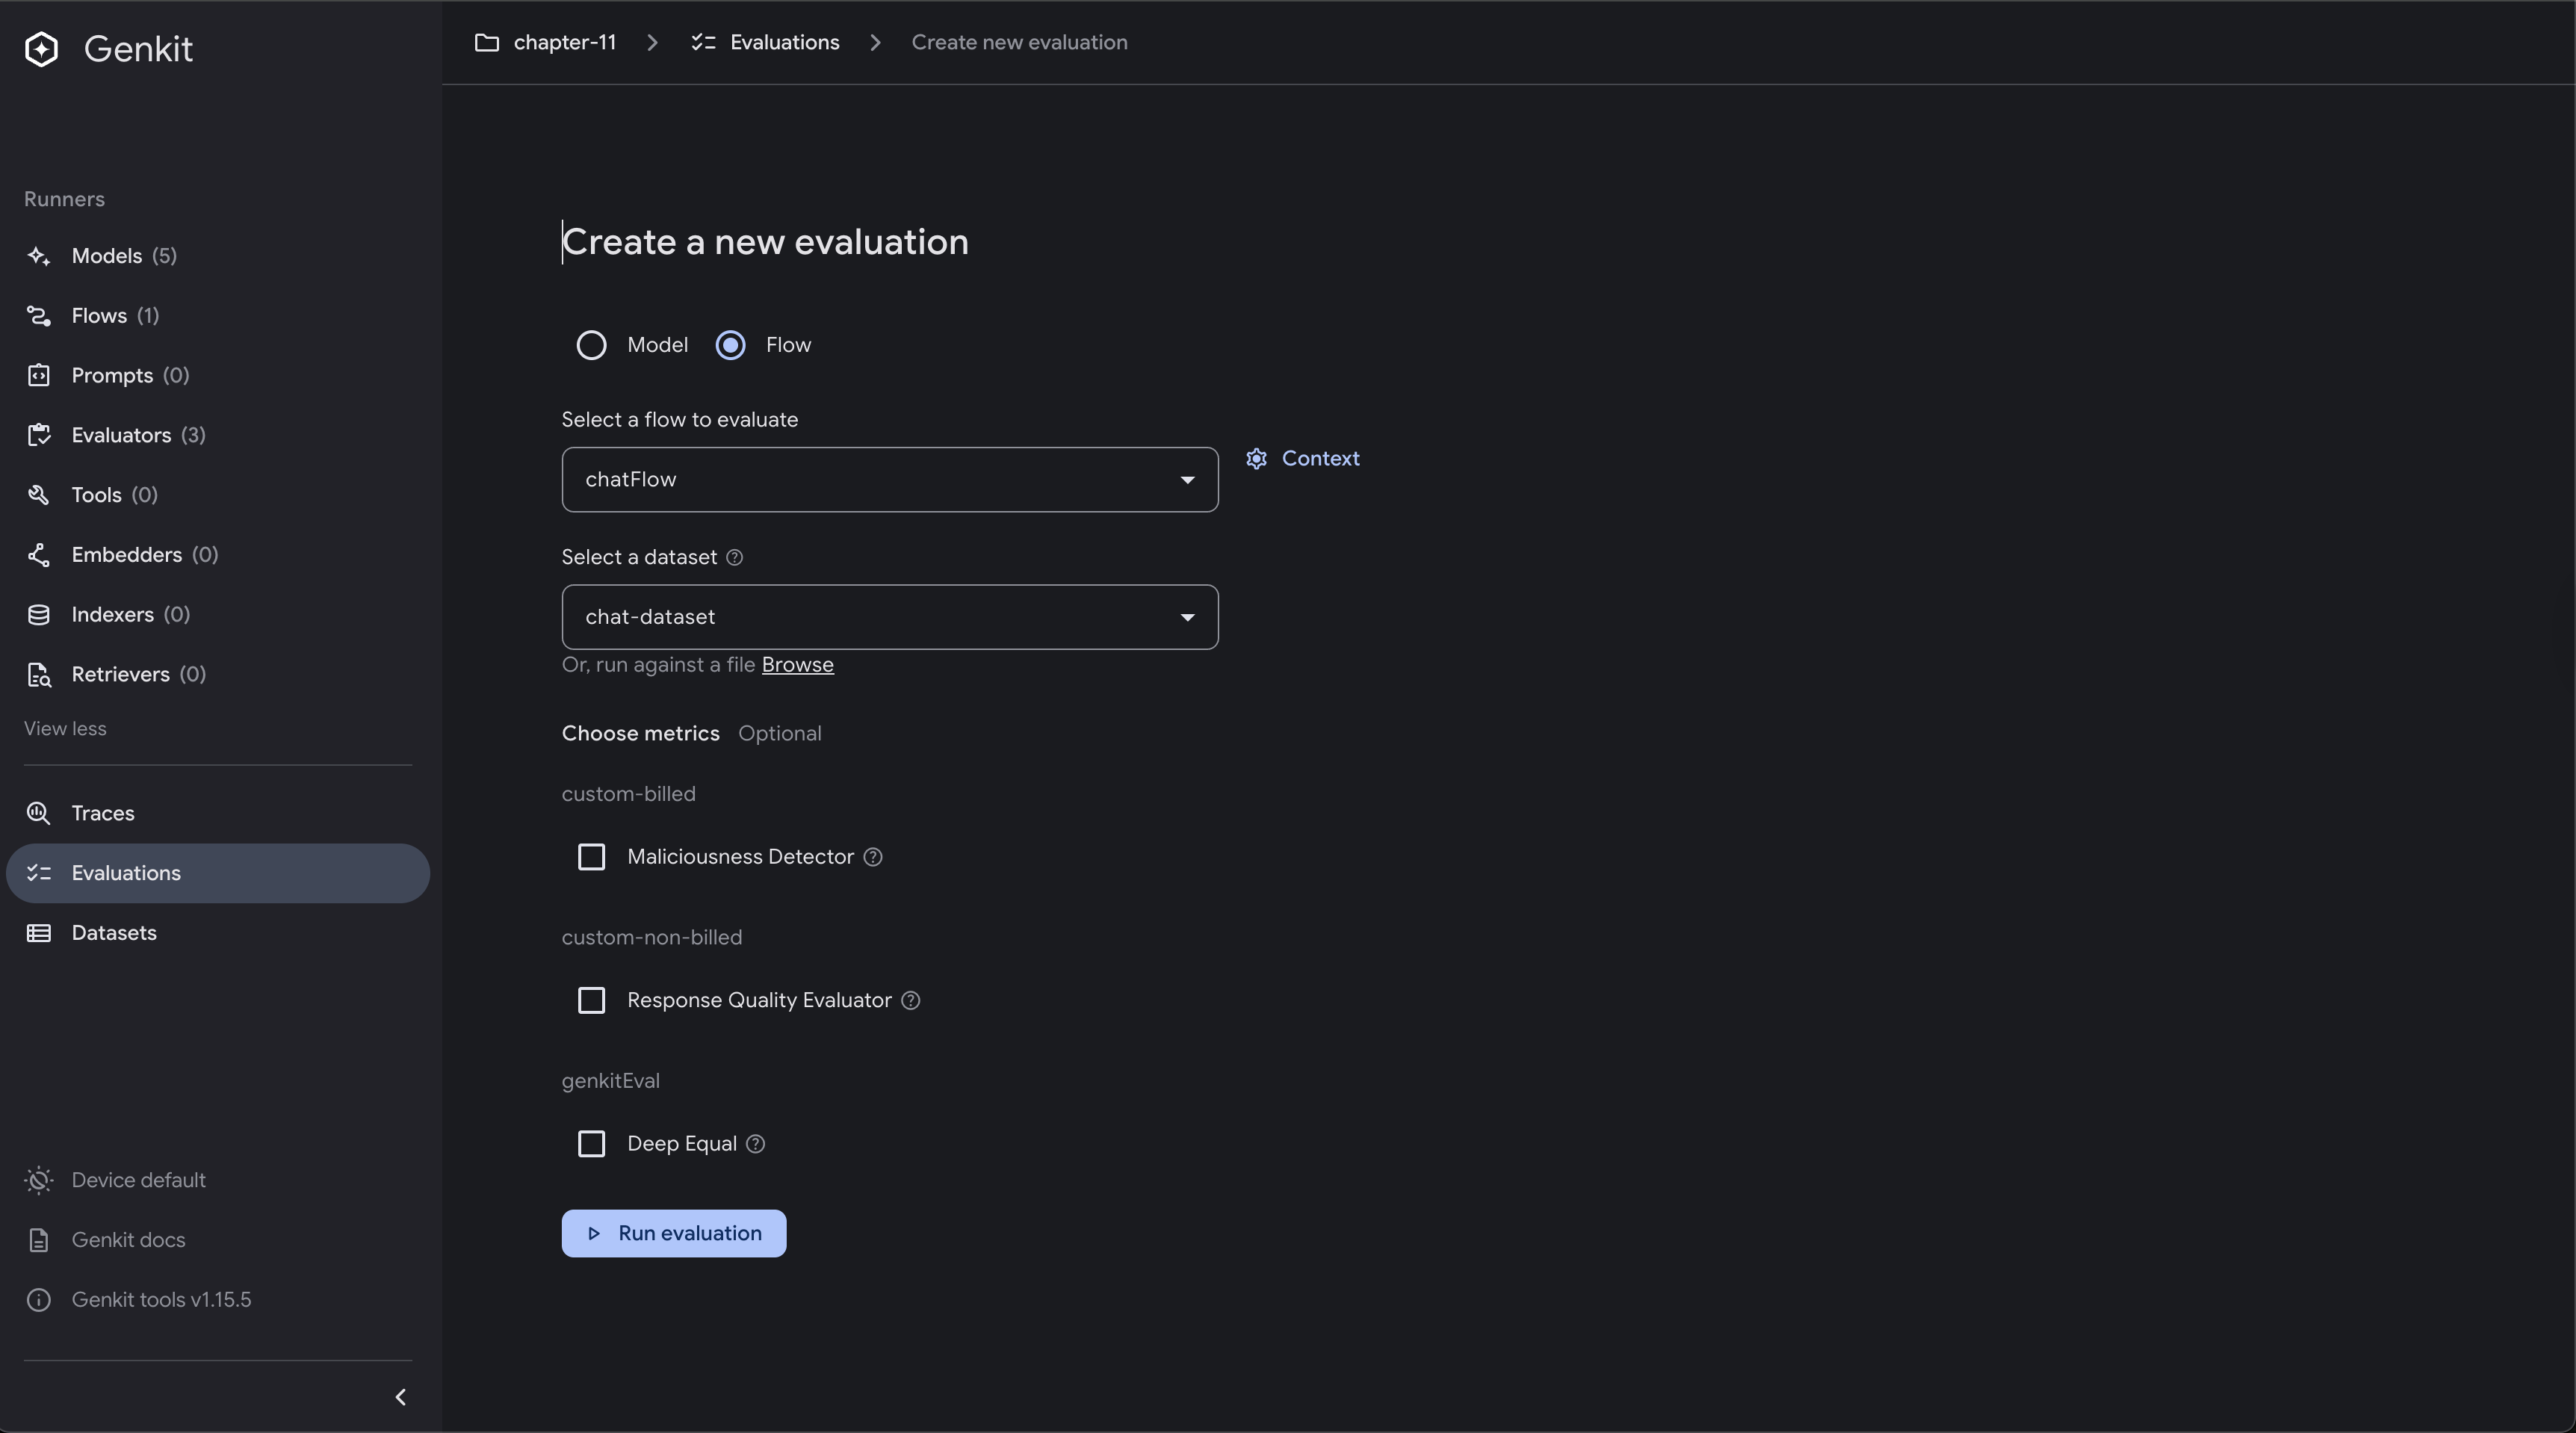 Genkit
Runners
Models (5)
Flows (1)
Prompts (0)
Evaluators (3)
Tools (0)
Embedders (0)
Indexers (0)
Retrievers (0)
View less
Traces
Evaluations
Datasets
Device default
Genkit docs
Genkit tools v1.15.5
chapter-11 > Evaluations > Create new evaluation
Create a new evaluation
Model Flow
Select a flow to evaluate
chatFlow
Context
Select a dataset
chat-dataset
Or, run against a file Browse
Choose metrics Optional
custom-billed
Maliciousness Detector
custom-non-billed
Response Quality Evaluator
genkitEval
Deep Equal
Run evaluation